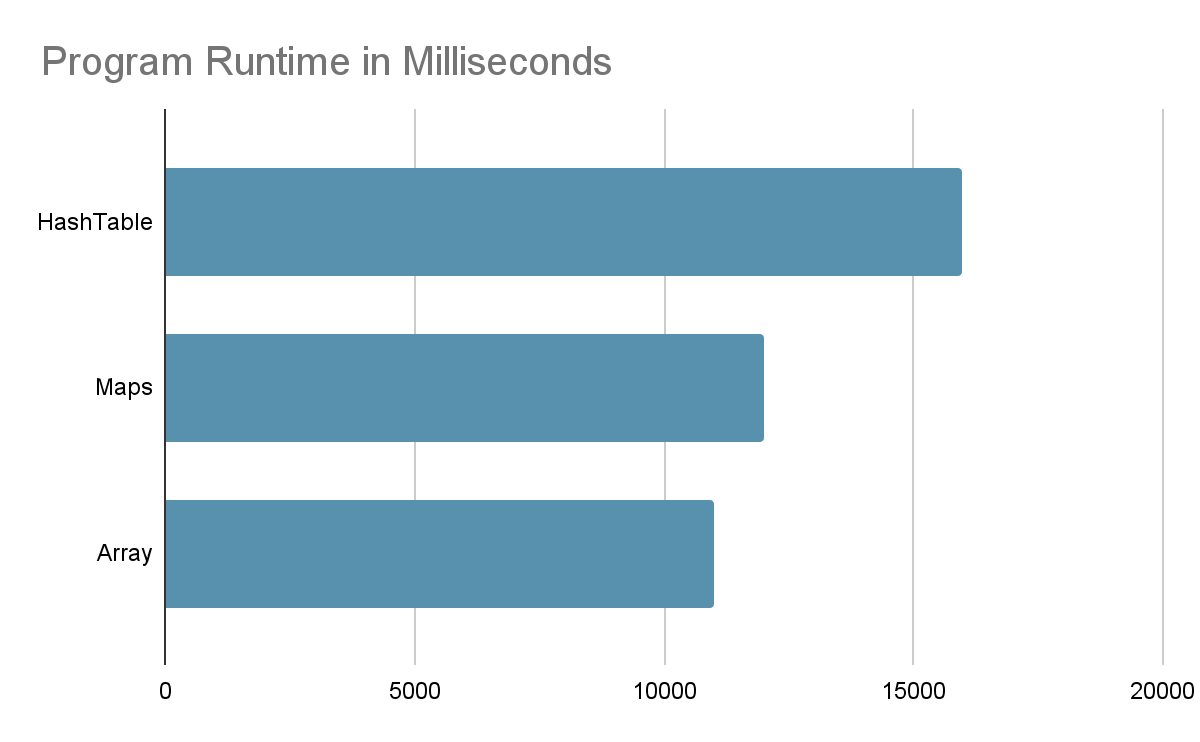 Program Runtime in Milliseconds
HashTable
Maps
Array
0 5000 10000 15000 20000